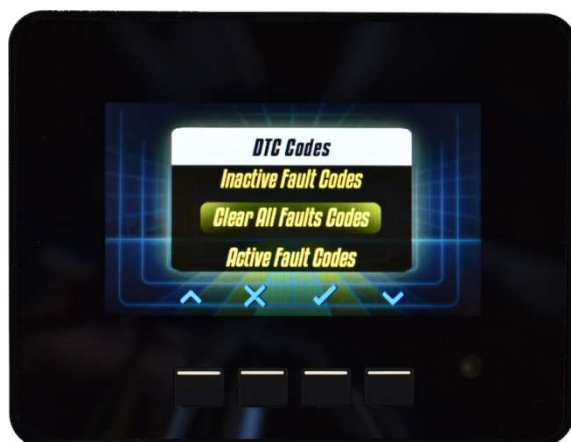 DTC Codes
Inactive Fault Codes
Clear All Faults Codes
Active Fault Codes